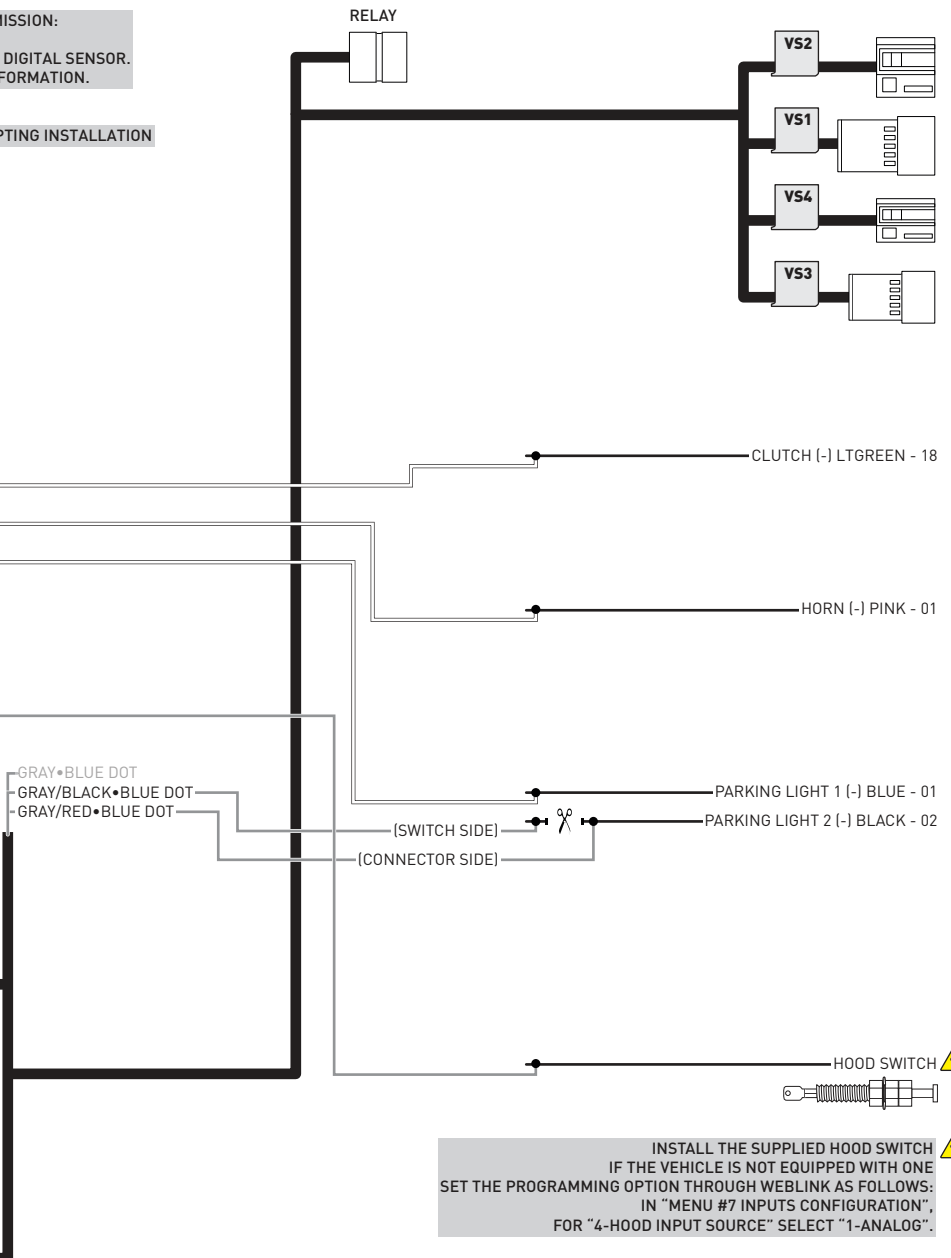 MISSION:
DIGITAL SENSOR.
FORMATION.
PTING INSTALLATION
RELAY
VS2
VS1
VS4
VS3
CLUTCH (-) LTGREEN - 18
HORN (-) PINK - 01
GRAY•BLUE DOT
GRAY/BLACK•BLUE DOT
GRAY/RED•BLUE DOT
(SWITCH SIDE)
(CONNECTOR SIDE)
PARKING LIGHT 1 (-) BLUE - 01
PARKING LIGHT 2 (-) BLACK - 02
HOOD SWITCH
INSTALL THE SUPPLIED HOOD SWITCH
IF THE VEHICLE IS NOT EQUIPPED WITH ONE
SET THE PROGRAMMING OPTION THROUGH WEBLINK AS FOLLOWS:
IN “MENU #7 INPUTS CONFIGURATION”,
FOR “4-HOOD INPUT SOURCE” SELECT “1-ANALOG”.